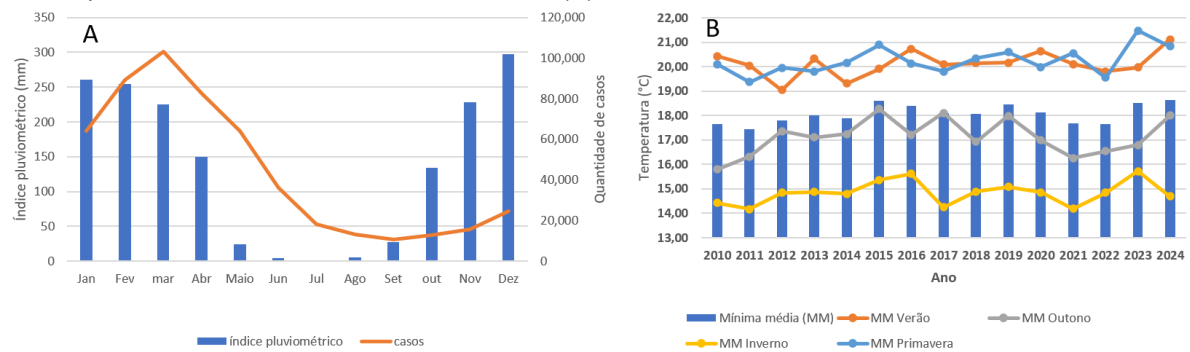 A
350
300
250
200
150
100
50
0
Índice pluviométrico (mm)
120,000
100,000
80,000
60,000
40,000
20,000
0
Quantidade de casos
Jan Fev mar Abr Maio Jun Jul Ago Set out Nov Dez
índice pluviométrico casos
B
22,00
21,00
20,00
19,00
18,00
17,00
16,00
15,00
14,00
13,00
Temperatura (°C)
2010 2011 2012 2013 2014 2015 2016 2017 2018 2019 2020 2021 2022 2023 2024
Ano
Mínima média (MM) MM Verão MM Outono
MM Inverno MM Primavera